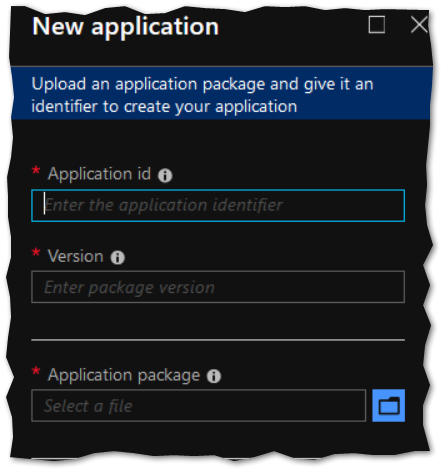 New application
Upload an application package and give it an
identifier to create your application
* Application id
Enter the application identifier
* Version
Enter package version
* Application package
Select a file